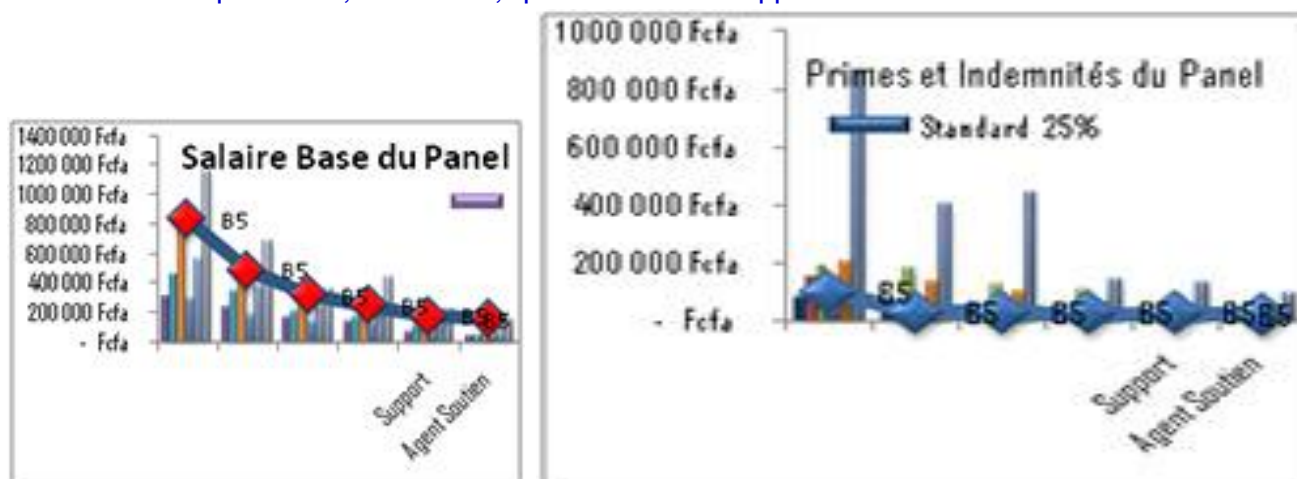 1400 000 Fcfa
1200 000 Fcfa
1000 000 Fcfa
800 000 Fcfa
600 000 Fcfa
400 000 Fcfa
200 000 Fcfa
- Fcfa
Salaire Base du Panel
B5
B5
B5
B5
B5
B5
Support
Agent Soutien
1000 000 Fcfa
800 000 Fcfa
600 000 Fcfa
400 000 Fcfa
200 000 Fcfa
- Fcfa
Primes et Indemnités du Panel
Standard 25%
B5
B5
B5
B5
B5
B5
Support
Agent Soutien